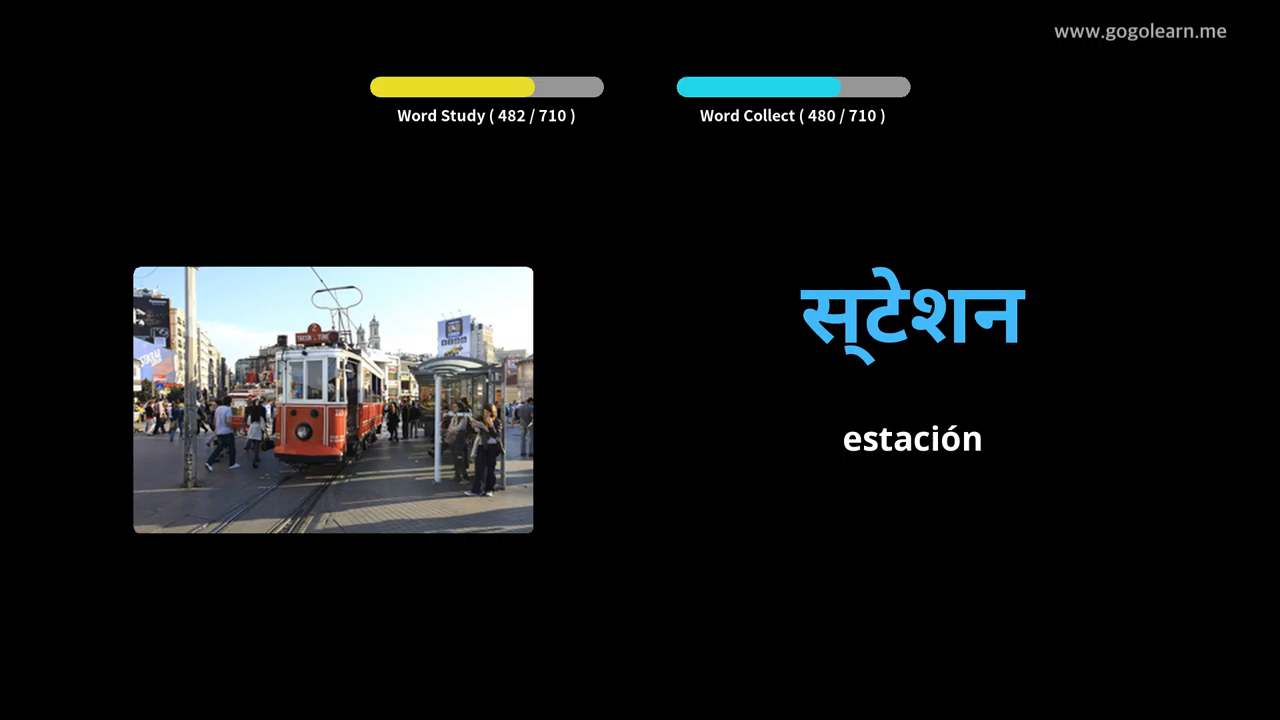 www.gogolearn.me
Word Study ( 482 / 710 )
Word Collect ( 480 / 710 )
स्‌टेशन
estación